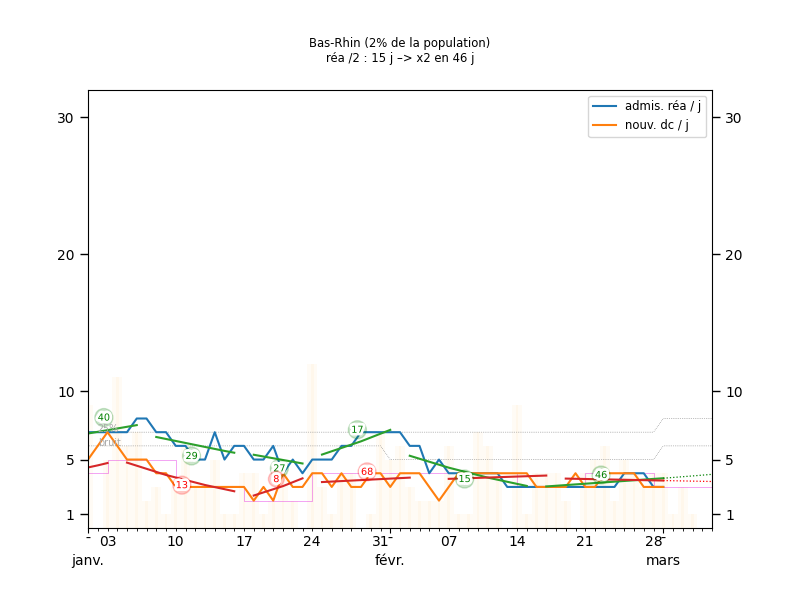 Bas-Rhin (2% de la population)
réa /2 : 15 j –> x2 en 46 j
admis. réa / j
nouv. dc / j
30
30
20
20
10
10
5
5
1
1
40
bruit
29
13
27
8
17
68
15
46
- 03 10 17 24 31 07 14 21 28
janv. févr. mars